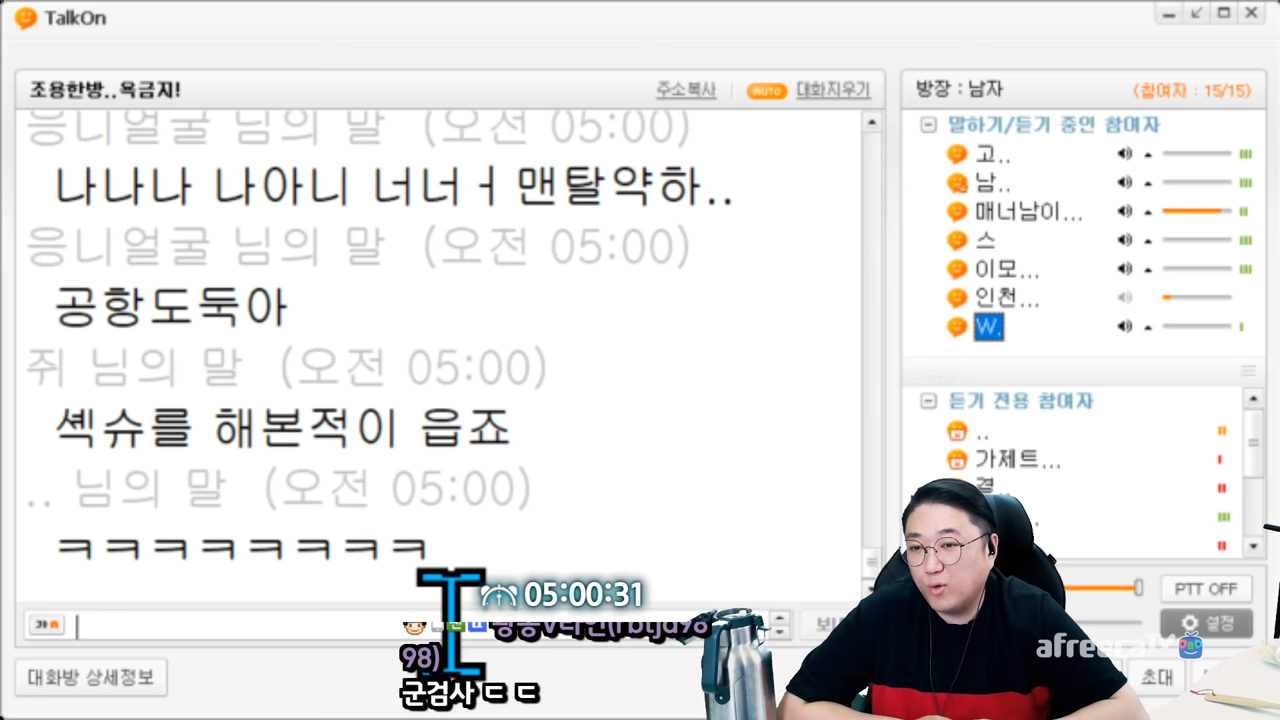 TalkOn
조용한방..욕금지!
주소복사
AUTO
대화지우기
응니얼굴 님의 말 (오전 05:00)
나나나 나아니 너너ㅓ맨탈약하..
응니얼굴 님의 말 (오전 05:00)
공항도둑아
쥐 님의 말 (오전 05:00)
섹슈를 해본적이 읍죠
.. 님의 말 (오전 05:00)
ㅋㅋㅋㅋㅋㅋㅋㅋ
05:00:31
98)
군검사 ㄷ ㄷ
대화방 상세정보
방장 : 남자
(참여자 : 15/15)
말하기/듣기 중인 참여자
고..
남..
매너남이...
스
이모...
인천...
W.
듣기 전용 참여자
..
가제트...
경
PTT OFF
설정
afreecaTV
초대